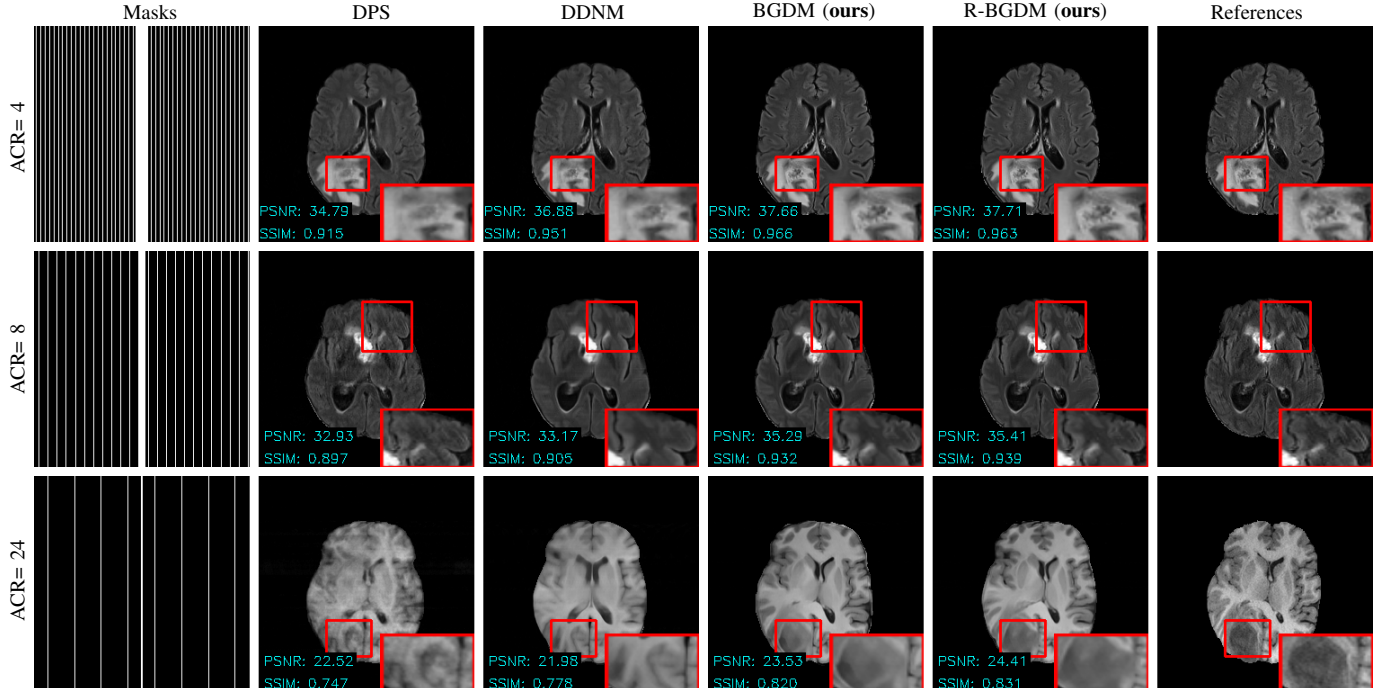 Masks
DPS
DDNM
BGDM (ours)
R-BGDM (ours)
References
ACR= 4
PSNR: 34.79
SSIM: 0.915
PSNR: 36.88
SSIM: 0.951
PSNR: 37.66
SSIM: 0.966
PSNR: 37.71
SSIM: 0.963
ACR= 8
PSNR: 32.93
SSIM: 0.897
PSNR: 33.17
SSIM: 0.905
PSNR: 35.29
SSIM: 0.932
PSNR: 35.41
SSIM: 0.939
ACR= 24
PSNR: 22.52
SSIM: 0.747
PSNR: 21.98
SSIM: 0.778
PSNR: 23.53
SSIM: 0.820
PSNR: 24.41
SSIM: 0.831